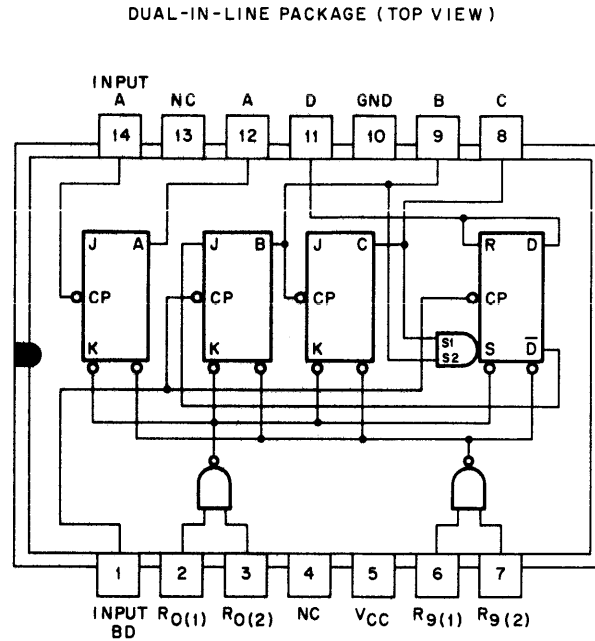 DUAL-IN-LINE PACKAGE (TOP VIEW)
INPUT
A NC A D GND B C
14 13 12 11 10 9 8
J A J B J C R D
CP CP CP CP
S1
S2
K K K S D̅
1 2 3 4 5 6 7
INPUT
BD R0(1) R0(2) NC VCC R9(1) R9(2)